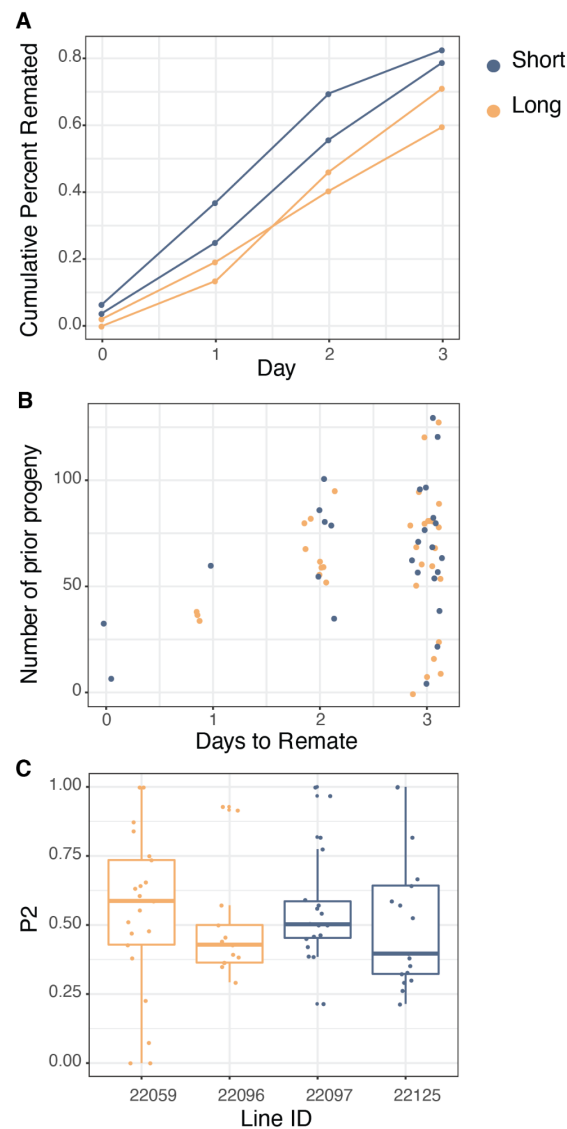 A
Cumulative Percent Remated
0.8
0.6
0.4
0.2
0.0
0 1 2 3
Day
Short
Long
B
Number of prior progeny
100
50
0
0 1 2 3
Days to Remate
C
P2
1.00
0.75
0.50
0.25
0.00
22059 22096 22097 22125
Line ID